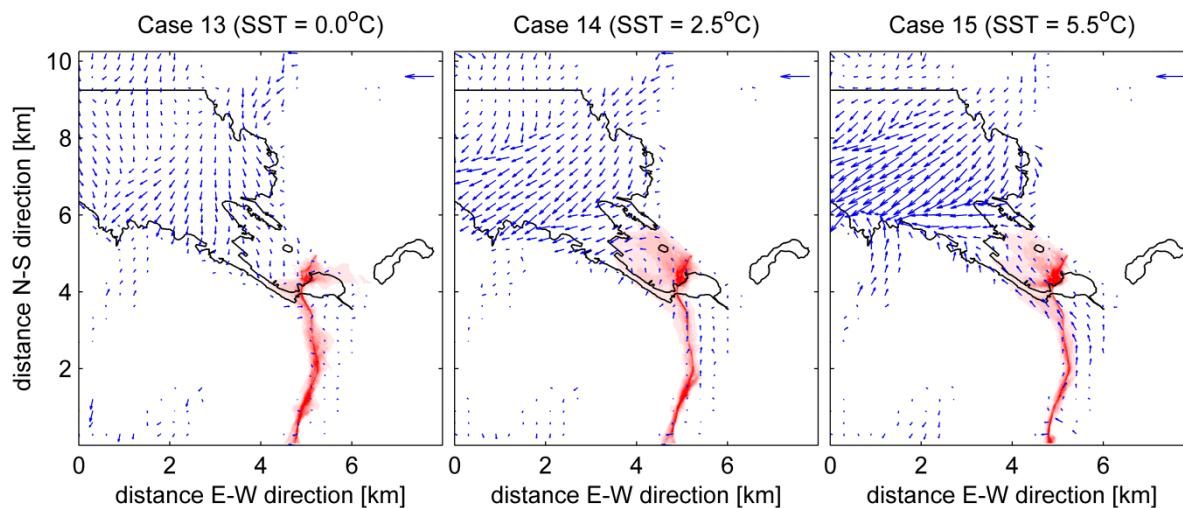 Case 13 (SST = 0.0°C) Case 14 (SST = 2.5°C) Case 15 (SST = 5.5°C)
10
8
6
4
2
distance N-S direction [km]
0 2 4 6 0 2 4 6 0 2 4 6
distance E-W direction [km] distance E-W direction [km] distance E-W direction [km]